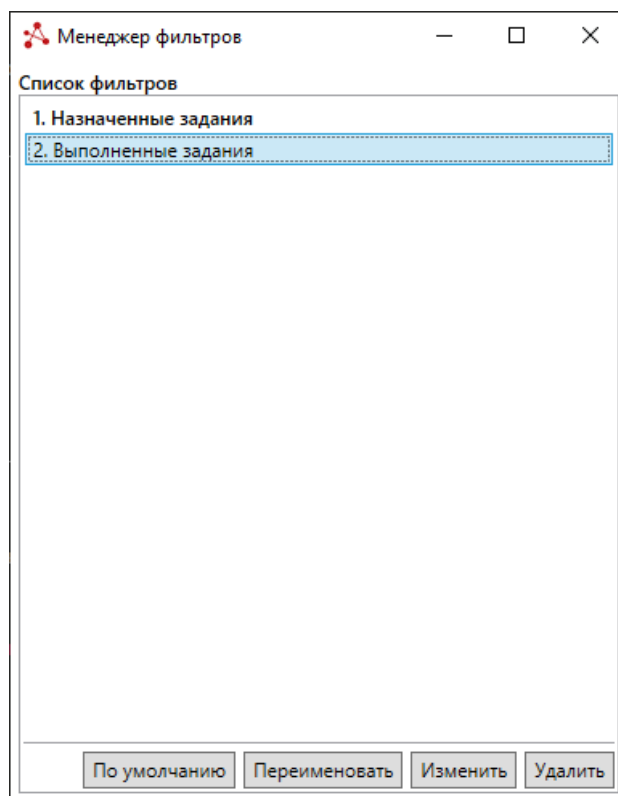 Менеджер фильтров
Список фильтров
1. Назначенные задания
2. Выполненные задания
По умолчанию Переименовать Изменить Удалить